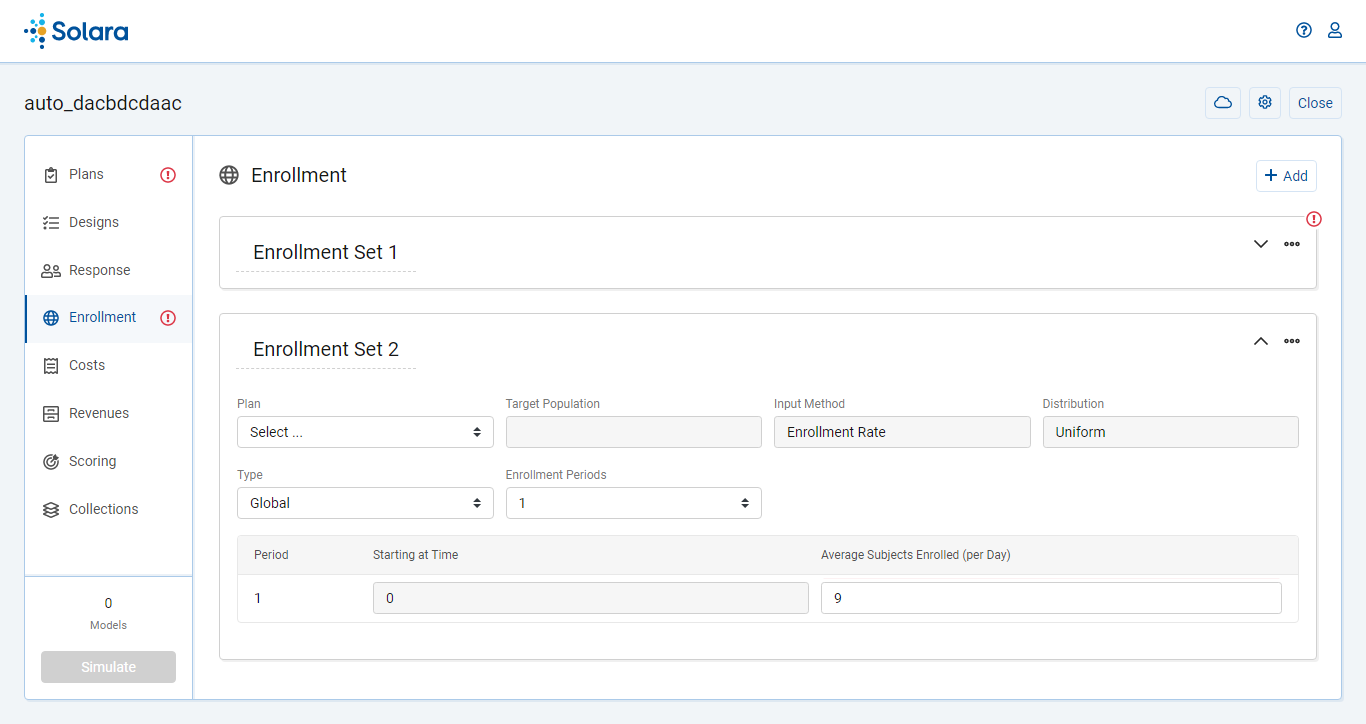 Solara
auto_dacbdcdaac
Close
Plans
Designs
Response
Enrollment
Costs
Revenues
Scoring
Collections
0
Models
Simulate
Enrollment
+ Add
Enrollment Set 1
Enrollment Set 2
Plan Target Population Input Method Distribution
Select ... Enrollment Rate Uniform
Type Enrollment Periods
Global 1
Period Starting at Time Average Subjects Enrolled (per Day)
1 0 9